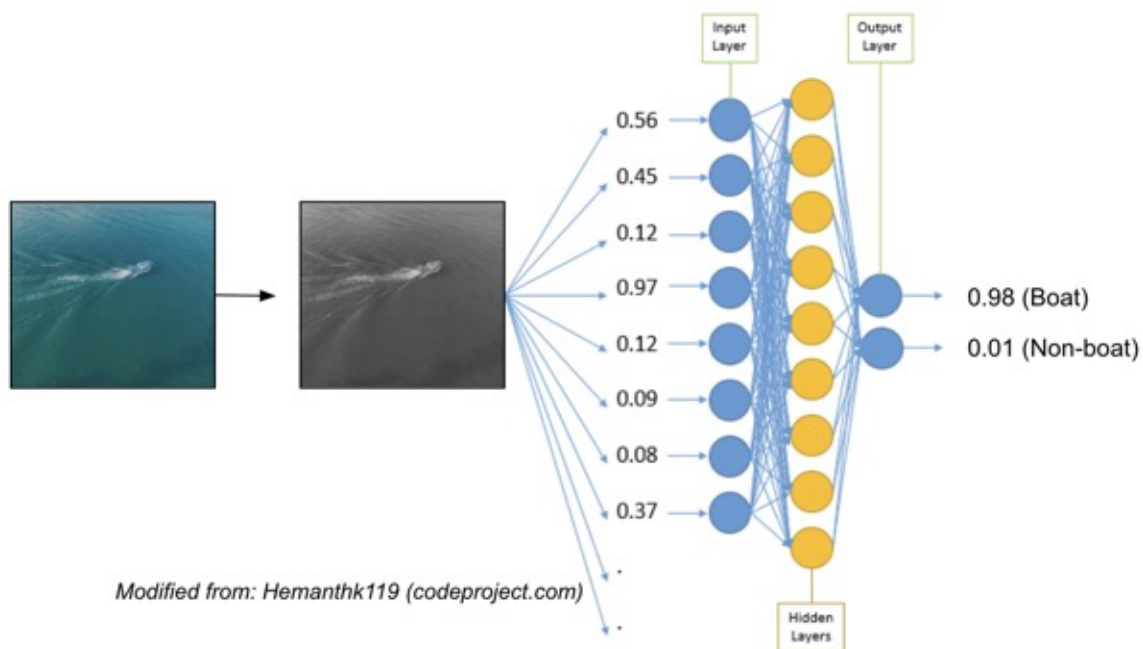 Input
Layer
Output
Layer
0.56
0.45
0.12
0.97
0.12
0.09
0.08
0.37
.
.
0.98 (Boat)
0.01 (Non-boat)
Modified from: Hemanthk119 (codeproject.com)
Hidden
Layers